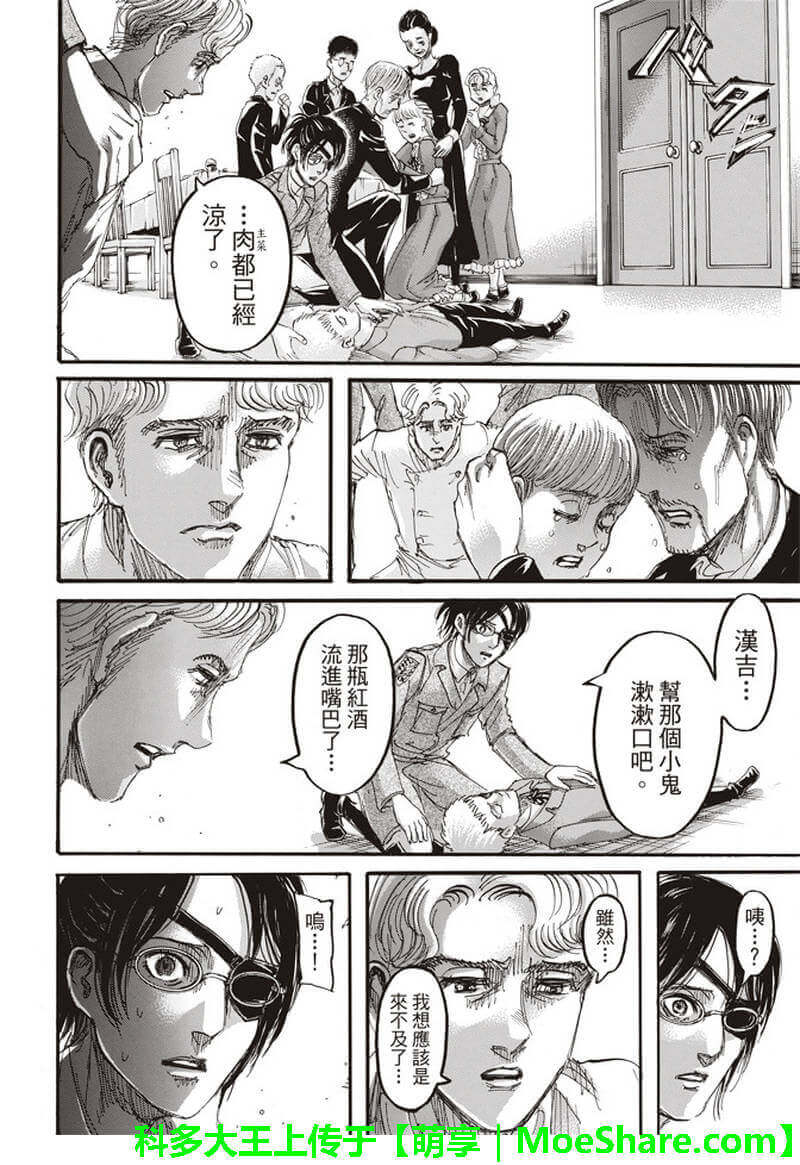 バタン
…肉都已經
主菜
涼了。
漢吉…
幫那個小鬼
漱漱口吧。
那瓶紅酒
流進嘴巴了…
咦…?
雖然…
我想應該是
來不及了…
嗚…!
科多大王上传于【萌享】MoeShare.com】